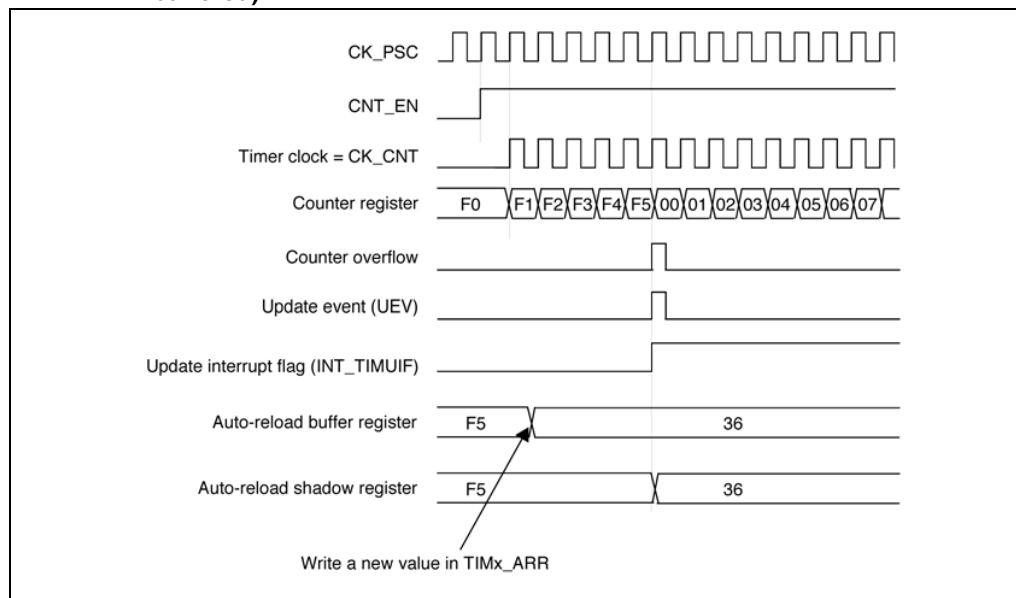 CK_PSC
CNT_EN
Timer clock = CK_CNT
Counter register F0 F1 F2 F3 F4 F5 00 01 02 03 04 05 06 07
Counter overflow
Update event (UEV)
Update interrupt flag (INT_TIMUIF)
Auto-reload buffer register F5 36
Auto-reload shadow register F5 36
Write a new value in TIMx_ARR